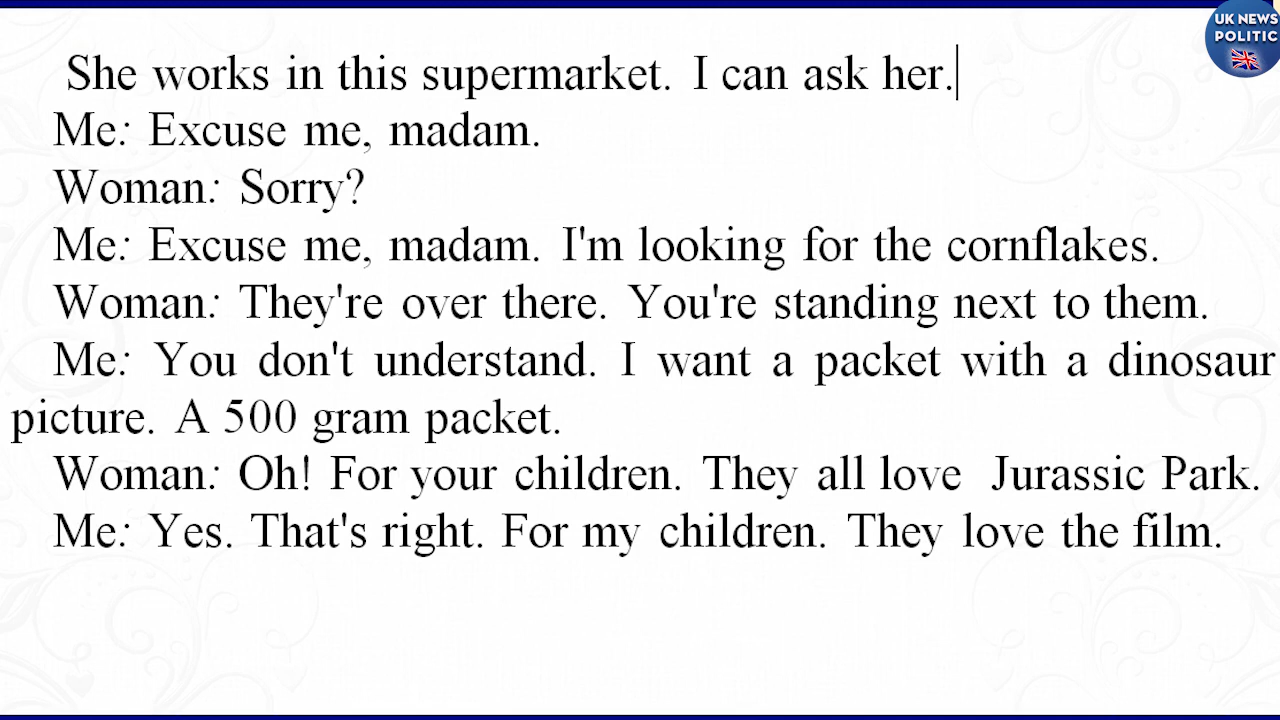 UK NEWS
POLITIC
She works in this supermarket. I can ask her.
Me: Excuse me, madam.
Woman: Sorry?
Me: Excuse me, madam. I'm looking for the cornflakes.
Woman: They're over there. You're standing next to them.
Me: You don't understand. I want a packet with a dinosaur
picture. A 500 gram packet.
Woman: Oh! For your children. They all love Jurassic Park.
Me: Yes. That's right. For my children. They love the film.